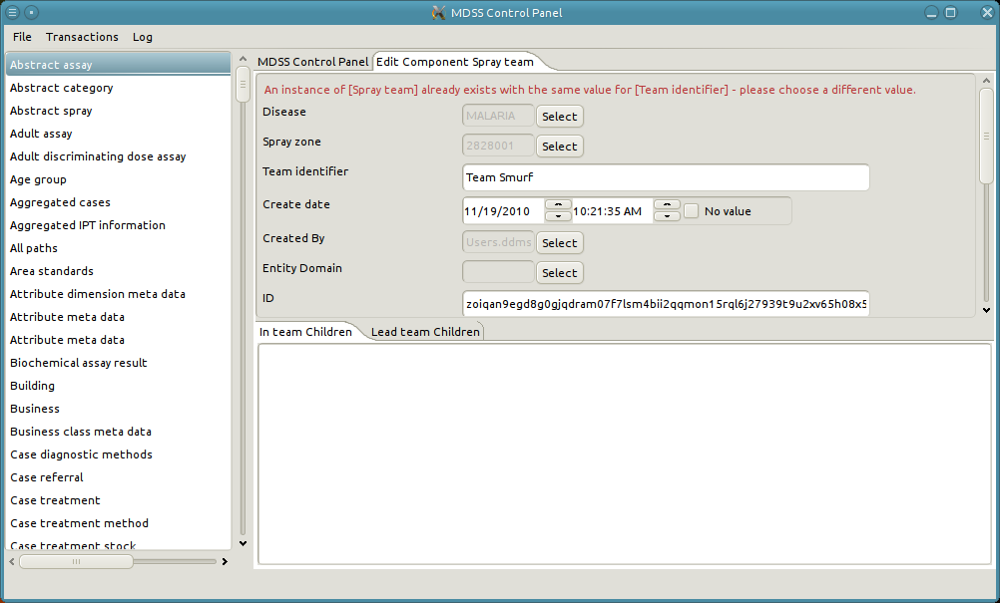 MDSS Control Panel
File Transactions Log
Abstract assay
Abstract category
Abstract spray
Adult assay
Adult discriminating dose assay
Age group
Aggregated cases
Aggregated IPT information
All paths
Area standards
Attribute dimension meta data
Attribute meta data
Attribute meta data
Biochemical assay result
Building
Business
Business class meta data
Case diagnostic methods
Case referral
Case treatment
Case treatment method
Case treatment stock
MDSS Control Panel Edit Component Spray team
An instance of [Spray team] already exists with the same value for [Team identifier] - please choose a different value.
Disease MALARIA Select
Spray zone 2828001 Select
Team identifier Team Smurf
Create date 11/19/2010 10:21:35 AM No value
Created By Users.ddms Select
Entity Domain Select
ID zoiqan9egd8g0gjqdram07f7lsm4bii2qqmon15rql6j27939t9u2xv65h08x5
In team Children Lead team Children